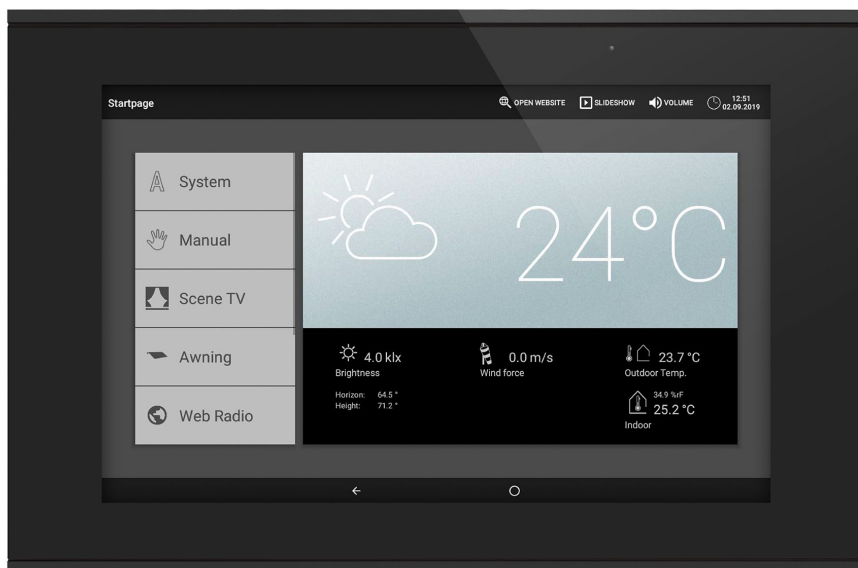 Startpage
OPEN WEBSITE
SLIDESHOW
VOLUME
12:51
02.09.2019
System
Manual
Scene TV
Awning
Web Radio
24°C
4.0 klx
Brightness
Horizon: 64.5 °
Height: 71.2 °
0.0 m/s
Wind force
23.7 °C
Outdoor Temp.
34.9 %rF
25.2 °C
Indoor